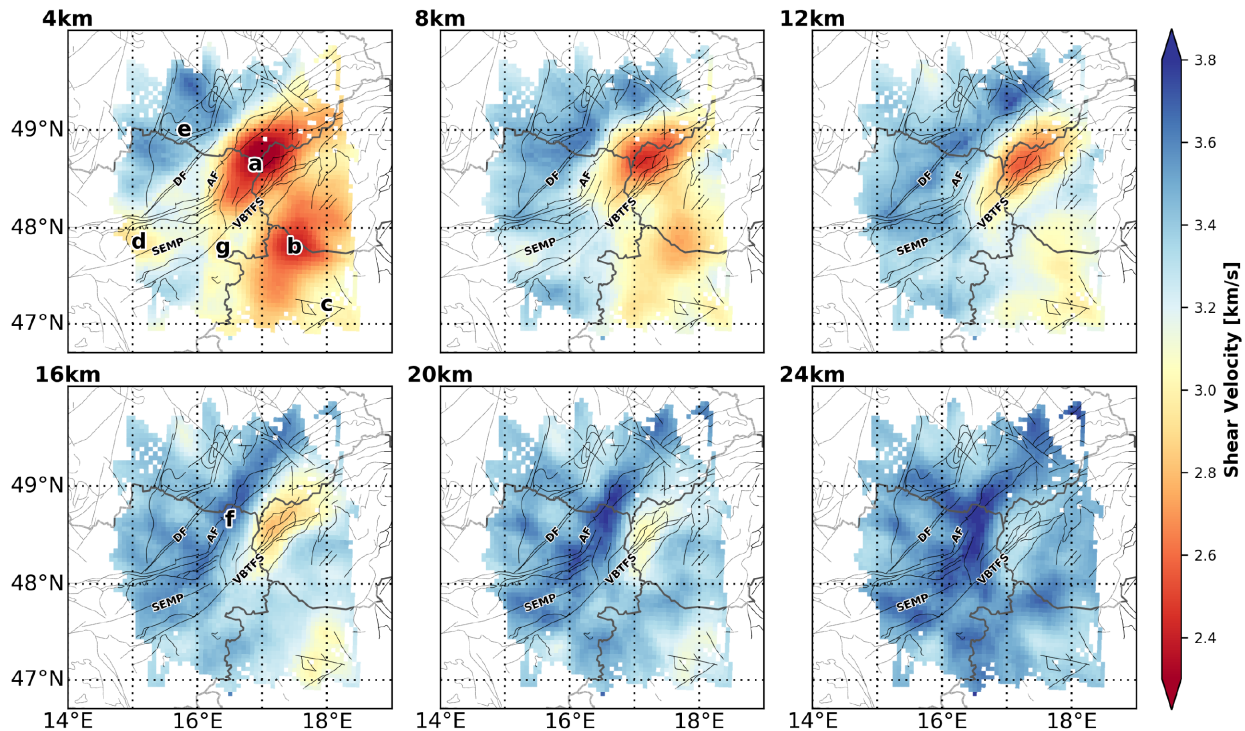 4km
8km
12km
49°N
48°N
47°N
e
a
DF
AF
VBTFS
d
SEMP
g
b
c
DF
AF
VBTFS
SEMP
DF
AF
VBTFS
SEMP
3.8
3.6
3.4
3.2
3.0
2.8
2.6
2.4
Shear Velocity [km/s]
16km
20km
24km
49°N
48°N
47°N
f
DF
AF
VBTFS
SEMP
DF
AF
VBTFS
SEMP
DF
AF
VBTFS
SEMP
14°E
16°E
18°E
16°E
18°E
16°E
18°E